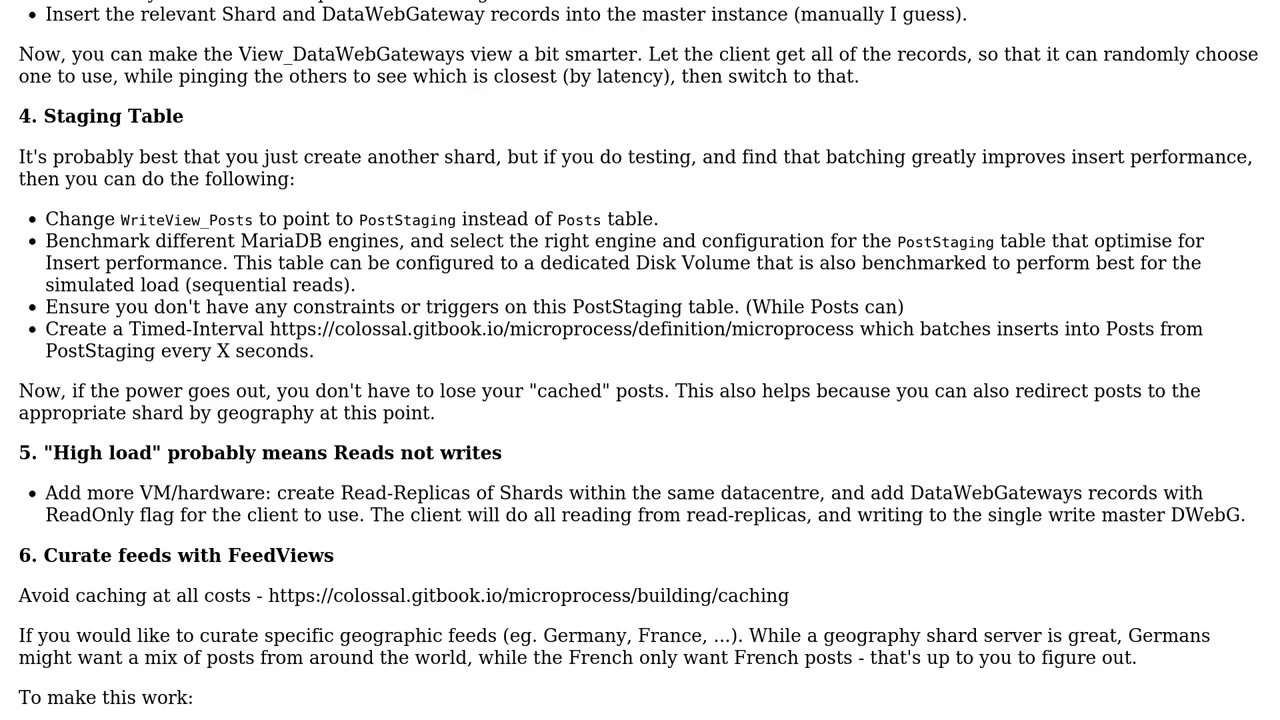 Insert the relevant Shard and DataWebGateway records into the master instance (manually I guess).
Now, you can make the View_DataWebGateways view a bit smarter. Let the client get all of the records, so that it can randomly choose
one to use, while pinging the others to see which is closest (by latency), then switch to that.
4. Staging Table
It's probably best that you just create another shard, but if you do testing, and find that batching greatly improves insert performance,
then you can do the following:
Change WriteView_Posts to point to PostStaging instead of Posts table.
Benchmark different MariaDB engines, and select the right engine and configuration for the PostStaging table that optimise for
Insert performance. This table can be configured to a dedicated Disk Volume that is also benchmarked to perform best for the
simulated load (sequential reads).
Ensure you don't have any constraints or triggers on this PostStaging table. (While Posts can)
Create a Timed-Interval https://colossal.gitbook.io/microprocess/definition/microprocess which batches inserts into Posts from
PostStaging every X seconds.
Now, if the power goes out, you don't have to lose your "cached" posts. This also helps because you can also redirect posts to the
appropriate shard by geography at this point.
5. "High load" probably means Reads not writes
Add more VM/hardware: create Read-Replicas of Shards within the same datacentre, and add DataWebGateways records with
ReadOnly flag for the client to use. The client will do all reading from read-replicas, and writing to the single write master DWebG.
6. Curate feeds with FeedViews
Avoid caching at all costs - https://colossal.gitbook.io/microprocess/building/caching
If you would like to curate specific geographic feeds (eg. Germany, France, ...). While a geography shard server is great, Germans
might want a mix of posts from around the world, while the French only want French posts - that's up to you to figure out.
To make this work: